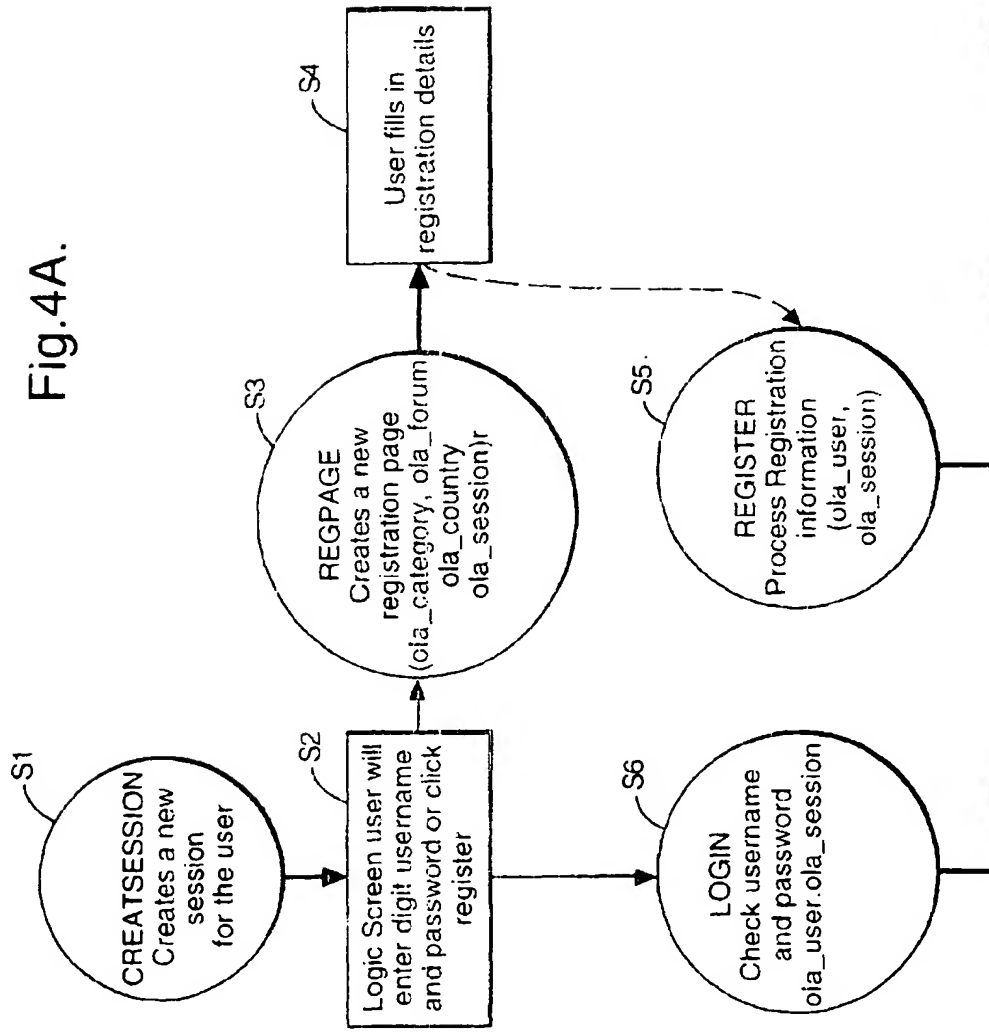 Fig.4A.
S1
CREATSESSION
Creates a new
session
for the user
S2
Logic Screen user will
enter digit username
and password or click
register
S3
REGPAGE
Creates a new
registration page
(ola_category, ola_forum
ola_country
ola_session)r
S4
User fills in
registration details
S5
REGISTER
Process Registration
information
(ola_user,
ola_session)
S6
LOGIN
Check username
and password
ola_user.ola_session